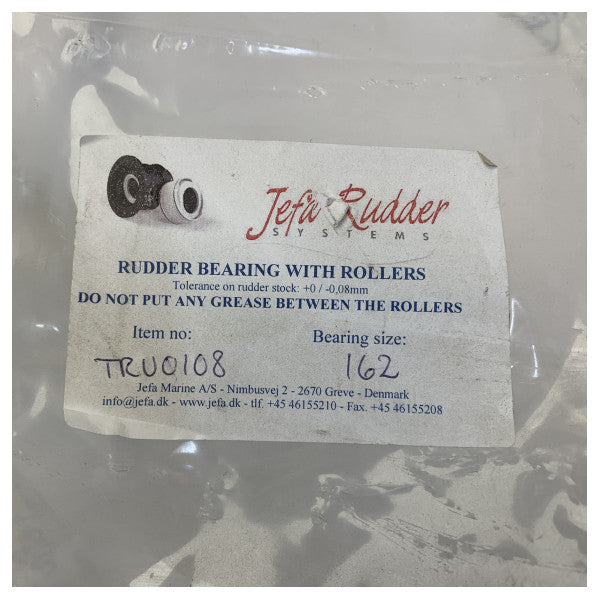 Jefa Rudder
SYSTEMS
RUDDER BEARING WITH ROLLERS
Tolerance on rudder stock: +0 / -0,08mm
DO NOT PUT ANY GREASE BETWEEN THE ROLLERS
Item no: Bearing size:
TRU0108 162
Jefa Marine A/S - Nimbusvej 2 - 2670 Greve - Denmark
info@jefa.dk - www.jefa.dk - tlf. +45 46155210 - Fax. +45 46155208